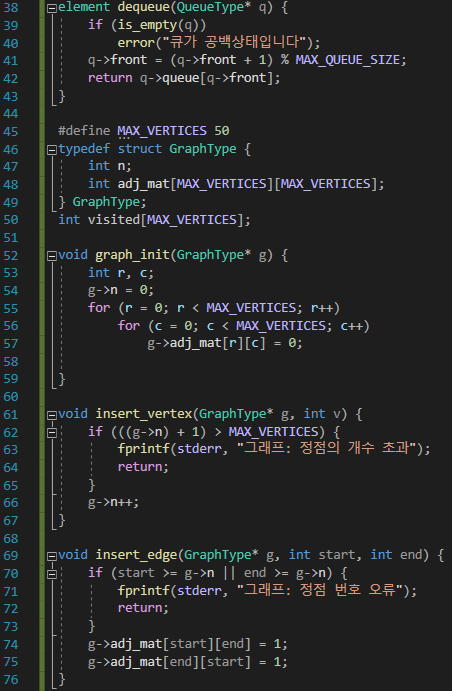 38 element dequeue(QueueType* q) {
39 if (is_empty(q))
40 error("큐가 공백상태입니다");
41 q->front = (q->front + 1) % MAX_QUEUE_SIZE;
42 return q->queue[q->front];
43 }
44
45 #define MAX_VERTICES 50
46 typedef struct GraphType {
47 int n;
48 int adj_mat[MAX_VERTICES][MAX_VERTICES];
49 } GraphType;
50 int visited[MAX_VERTICES];
51
52 void graph_init(GraphType* g) {
53 int r, c;
54 g->n = 0;
55 for (r = 0; r < MAX_VERTICES; r++)
56 for (c = 0; c < MAX_VERTICES; c++)
57 g->adj_mat[r][c] = 0;
58
59 }
60
61 void insert_vertex(GraphType* g, int v) {
62 if (((g->n) + 1) > MAX_VERTICES) {
63 fprintf(stderr, "그래프: 정점의 개수 초과");
64 return;
65 }
66 g->n++;
67 }
68
69 void insert_edge(GraphType* g, int start, int end) {
70 if (start >= g->n || end >= g->n) {
71 fprintf(stderr, "그래프: 정점 번호 오류");
72 return;
73 }
74 g->adj_mat[start][end] = 1;
75 g->adj_mat[end][start] = 1;
76 }